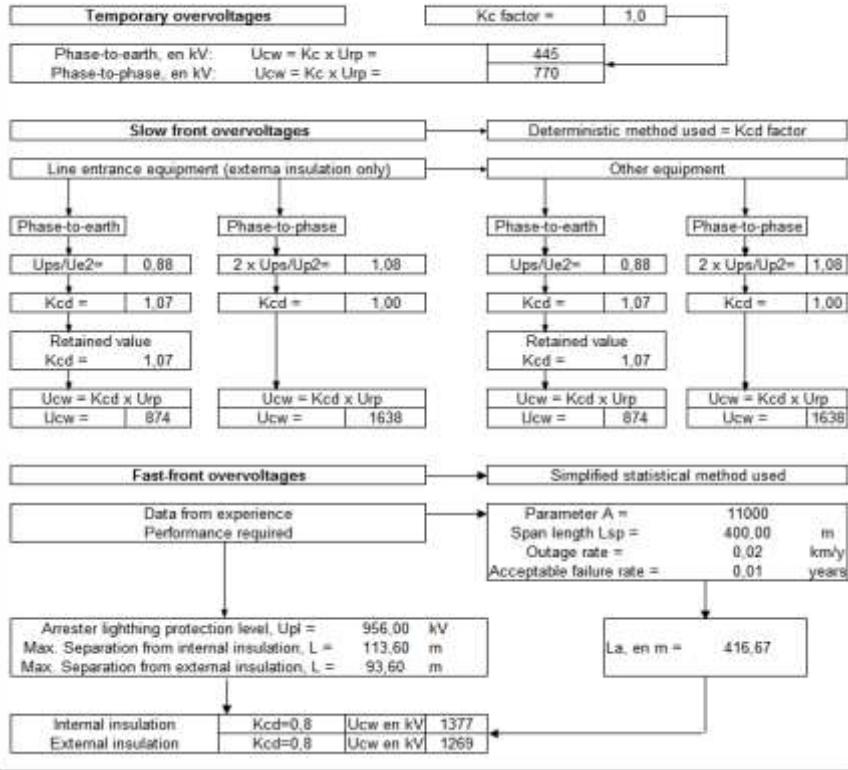 Temporary overvoltages Kc factor = 1,0
Phase-to-earth, en kV: Ucw = Kc x Urp = 445
Phase-to-phase, en kV: Ucw = Kc x Urp = 770
Slow front overvoltages Deterministic method used = Kcd factor
Line entrance equipment (externa insulation only) Other equipment
Phase-to-earth Phase-to-phase Phase-to-earth Phase-to-phase
Ups/Ue2= 0,88 2 x Ups/Up2= 1,08 Ups/Ue2= 0,88 2 x Ups/Up2= 1,08
Kcd = 1,07 Kcd = 1,00 Kcd = 1,07 Kcd = 1,00
Retained value Retained value
Kcd = 1,07 Kcd = 1,07
Ucw = Kcd x Urp Ucw = Kcd x Urp Ucw = Kcd x Urp Ucw = Kcd x Urp
Ucw = 874 Ucw = 1638 Ucw = 874 Ucw = 1638
Fast-front overvoltages Simplified statistical method used
Data from experience Parameter A = 11000
Performance required Span length Lsp = 400,00 m
Outage rate = 0,02 km/y
Acceptable failure rate = 0,01 years
Arrester lighthing protection level, Upl = 956,00 kV
Max. Separation from internal insulation, L = 113,60 m
La, en m = 416,67
Max. Separation from external insulation, L = 93,60 m
Internal insulation Kcd=0,8 Ucw en kV 1377
External insulation Kcd=0,8 Ucw en kV 1269